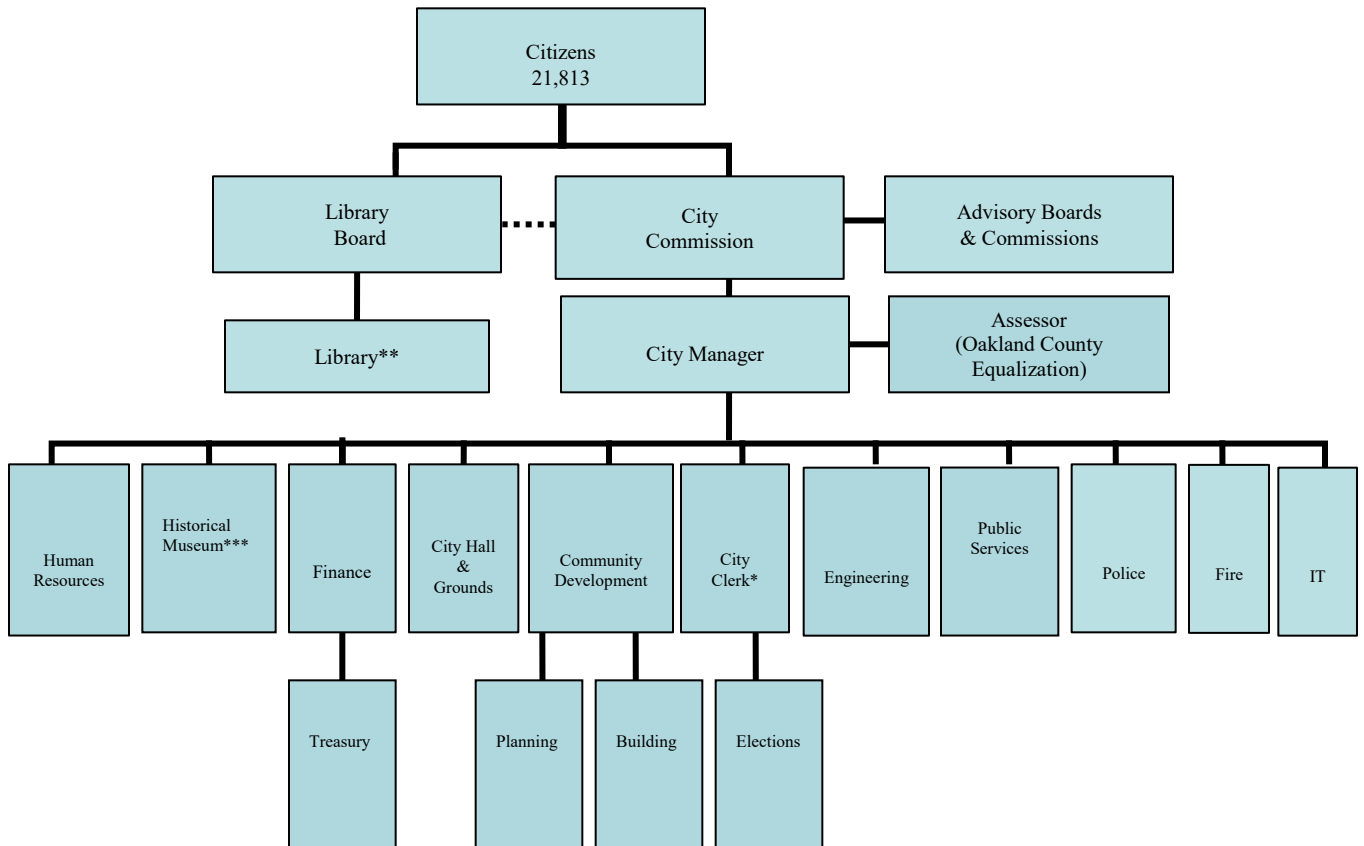 Citizens
21,813
Library
Board
City
Commission
Advisory Boards
& Commissions
Library**
City Manager
Assessor
(Oakland County
Equalization)
Human
Resources
Historical
Museum***
Finance
City Hall
&
Grounds
Community
Development
City
Clerk*
Engineering
Public
Services
Police
Fire
IT
Treasury
Planning
Building
Elections